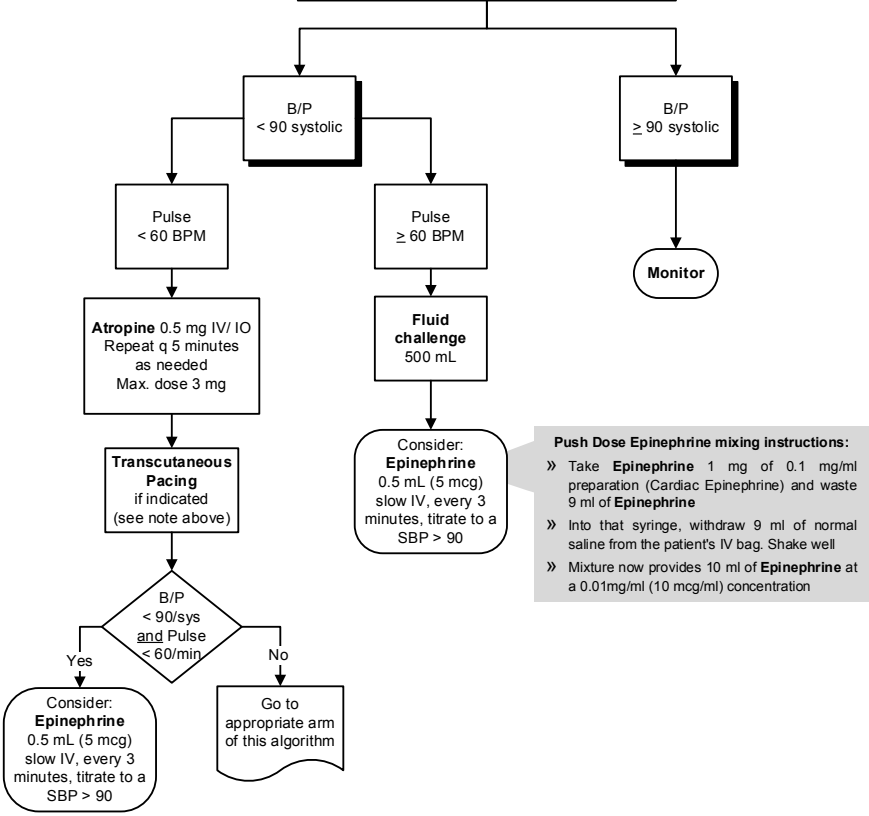 B/P
< 90 systolic
B/P
≥ 90 systolic
Pulse
< 60 BPM
Pulse
≥ 60 BPM
Monitor
Atropine 0.5 mg IV/ IO
Repeat q 5 minutes
as needed
Max. dose 3 mg
Fluid
challenge
500 mL
Transcutaneous
Pacing
if indicated
(see note above)
Consider:
Epinephrine
0.5 mL (5 mcg)
slow IV, every 3
minutes, titrate to a
SBP > 90
Push Dose Epinephrine mixing instructions:
» Take Epinephrine 1 mg of 0.1 mg/ml
preparation (Cardiac Epinephrine) and waste
9 ml of Epinephrine
» Into that syringe, withdraw 9 ml of normal
saline from the patient's IV bag. Shake well
» Mixture now provides 10 ml of Epinephrine at
a 0.01mg/ml (10 mcg/ml) concentration
B/P
< 90/sys
and Pulse
< 60/min
Yes
No
Consider:
Epinephrine
0.5 mL (5 mcg)
slow IV, every 3
minutes, titrate to a
SBP > 90
Go to
appropriate arm
of this algorithm